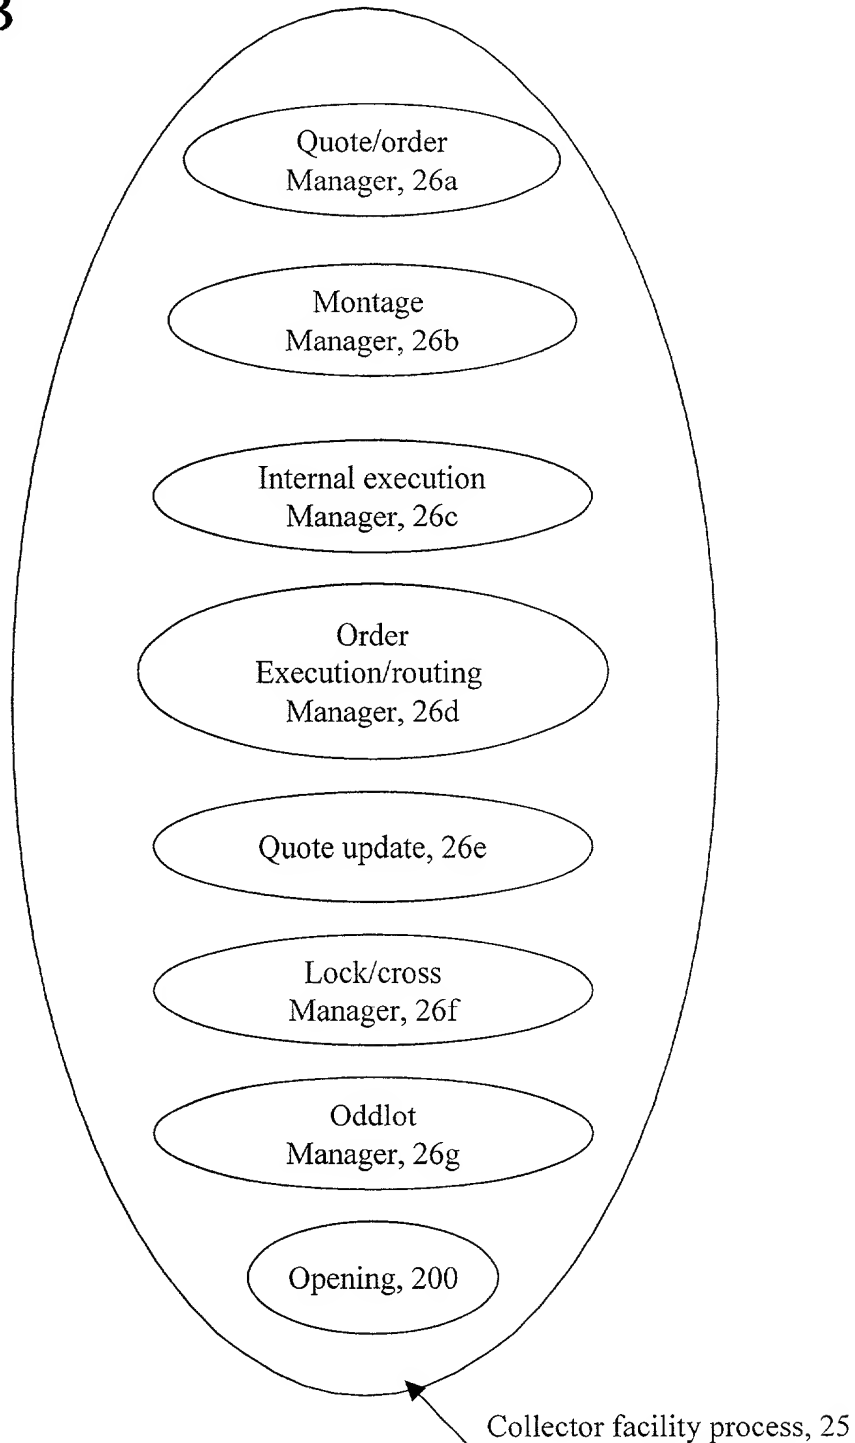 Quote/order
Manager, 26a
Montage
Manager, 26b
Internal execution
Manager, 26c
Order
Execution/routing
Manager, 26d
Quote update, 26e
Lock/cross
Manager, 26f
Oddlot
Manager, 26g
Opening, 200
Collector facility process, 25